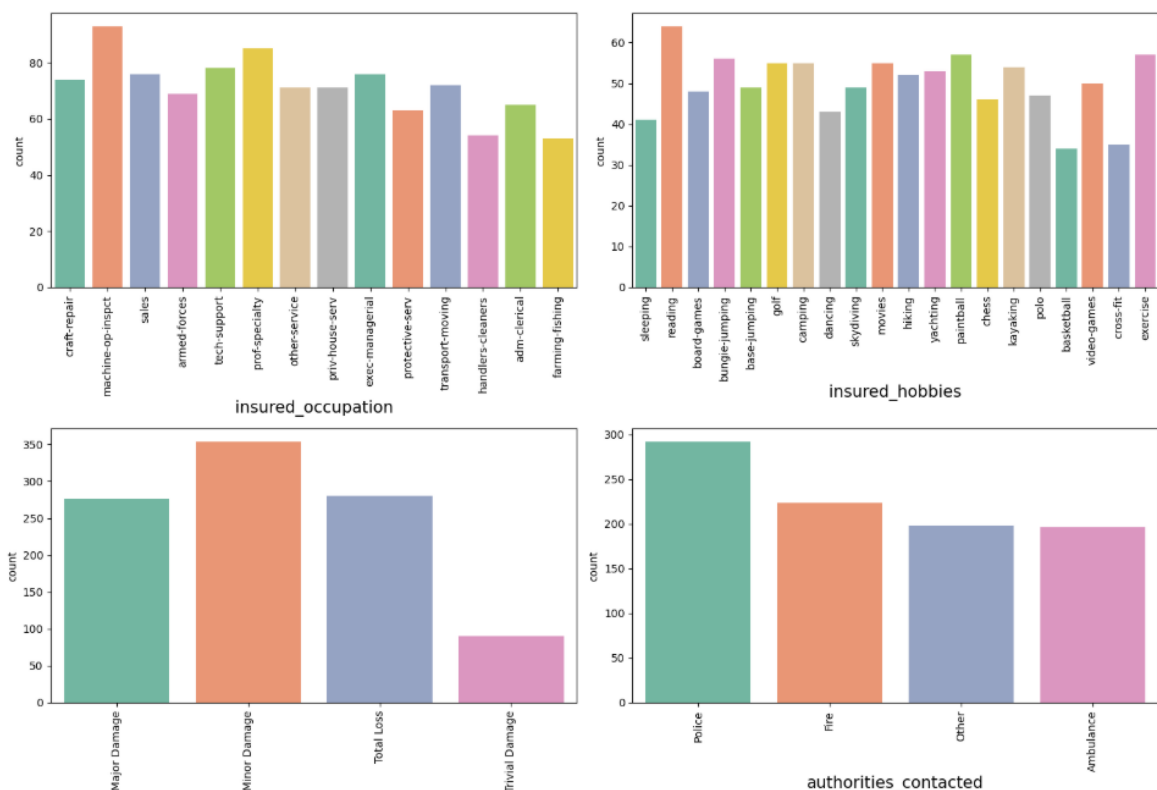 count
80
60
40
20
0
craft-repair
machine-op-inspct
sales
armed-forces
tech-support
prof-specialty
other-service
priv-house-serv
exec-managerial
protective-serv
transport-moving
handlers-cleaners
adm-clerical
farming-fishing
insured_occupation
count
60
50
40
30
20
10
0
sleeping
reading
board-games
bungie-jumping
base-jumping
golf
camping
dancing
skydiving
movies
hiking
yachting
paintball
chess
kayaking
polo
basketball
video-games
cross-fit
exercise
insured_hobbies
count
350
300
250
200
150
100
50
0
Major Damage
Minor Damage
Total Loss
Trivial Damage
count
300
250
200
150
100
50
0
Police
Fire
Other
Ambulance
authorities_contacted